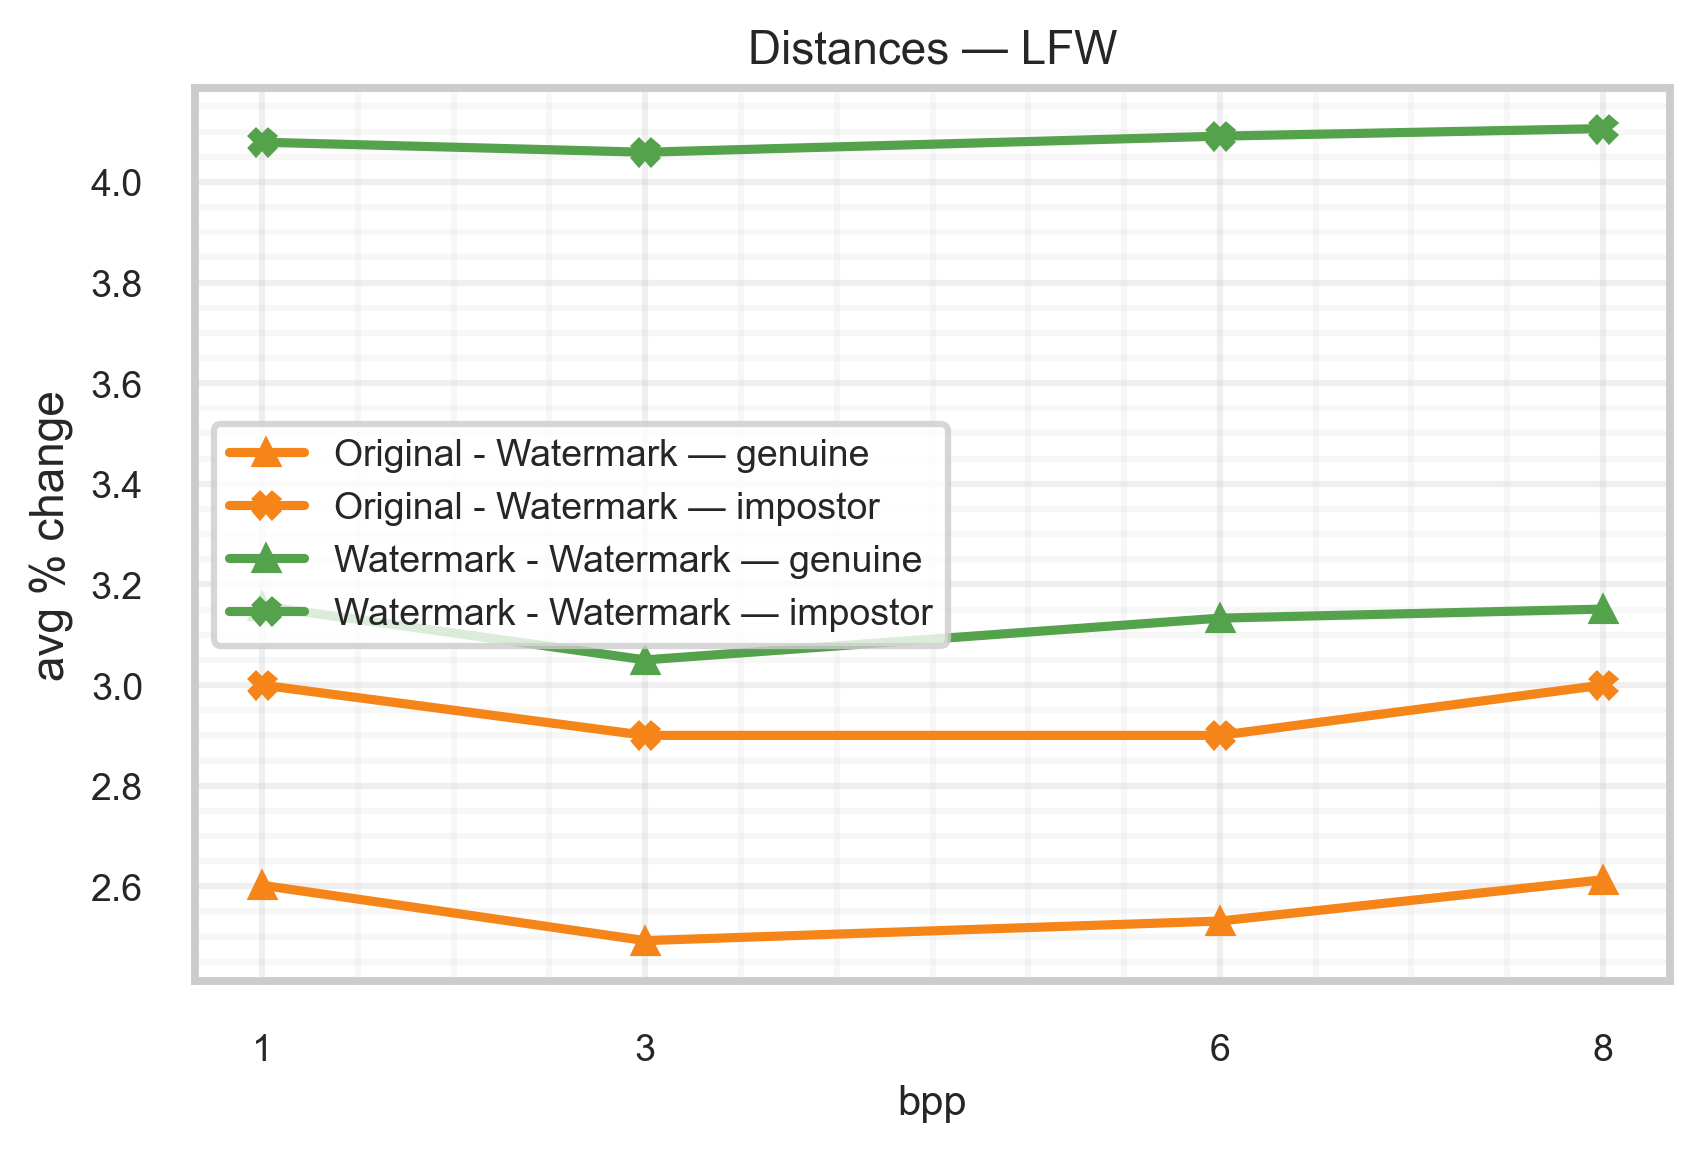 Distances — LFW
avg % change
4.0
3.8
3.6
3.4
3.2
3.0
2.8
2.6
Original - Watermark — genuine
Original - Watermark — impostor
Watermark - Watermark — genuine
Watermark - Watermark — impostor
1 3 6 8
bpp